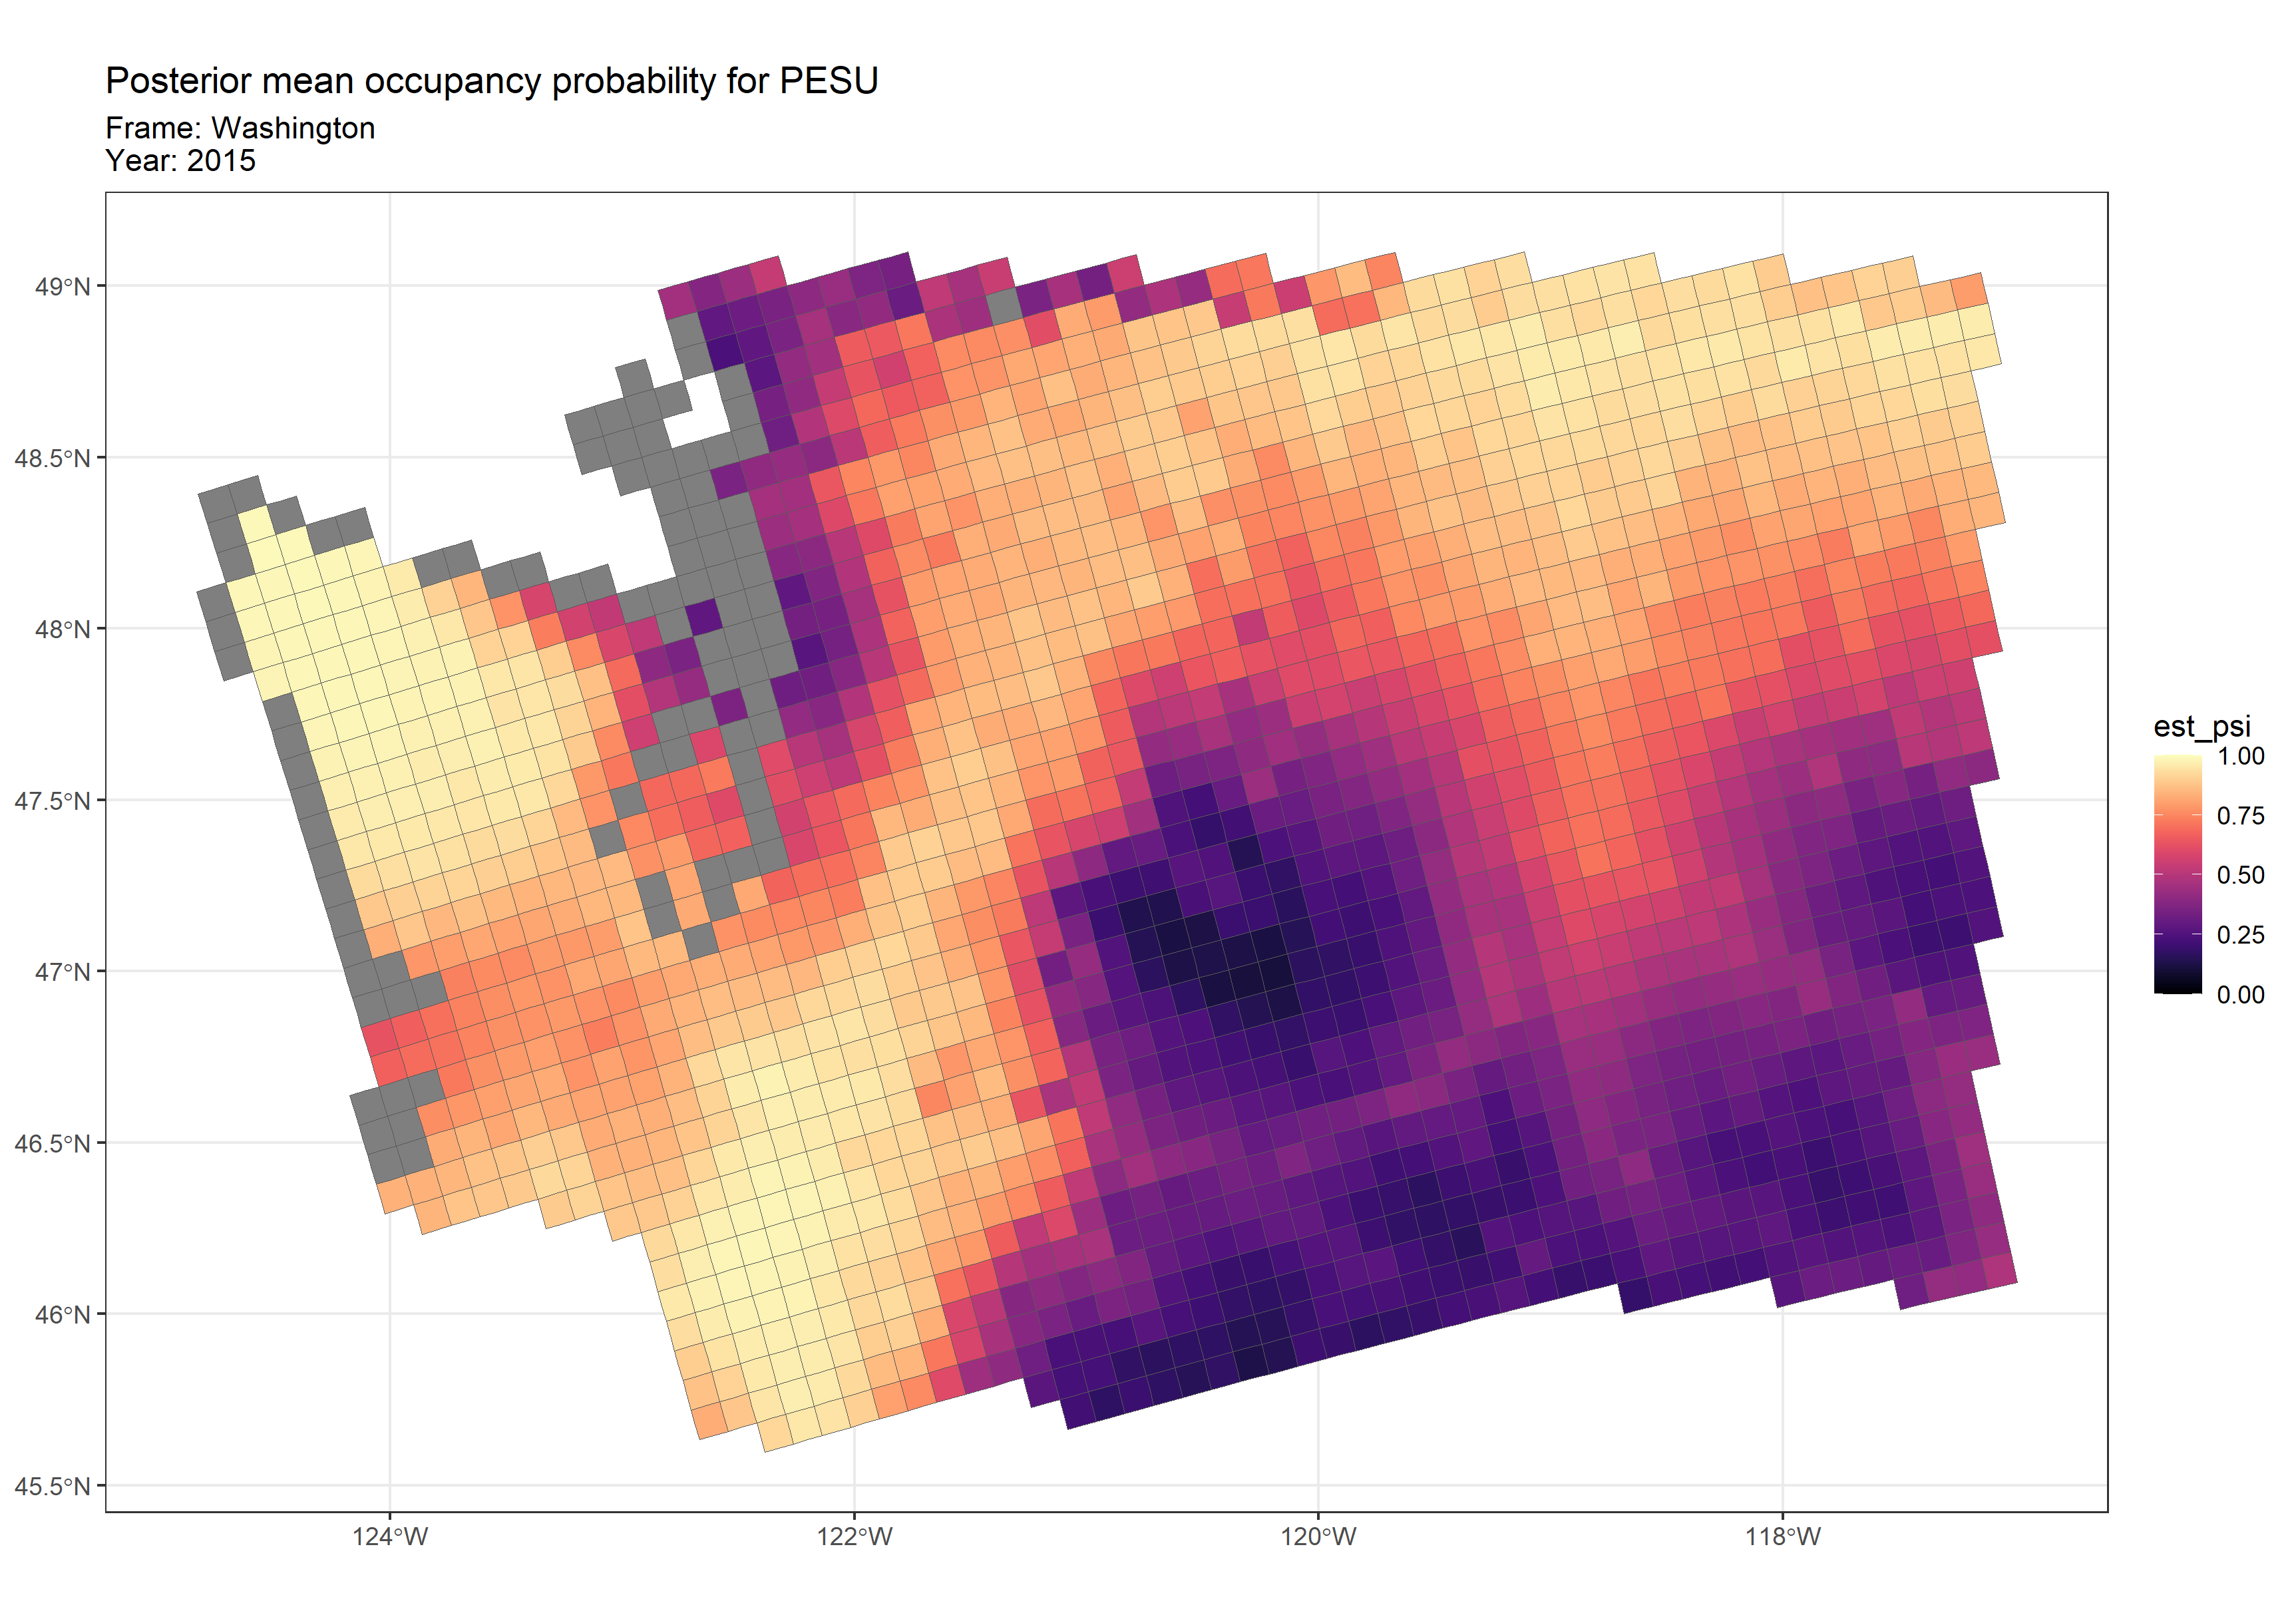 Posterior mean occupancy probability for PESU
Frame: Washington
Year: 2015
49°N
48.5°N
48°N
47.5°N
47°N
46.5°N
46°N
45.5°N
124°W
122°W
120°W
118°W
est_psi
1.00
0.75
0.50
0.25
0.00